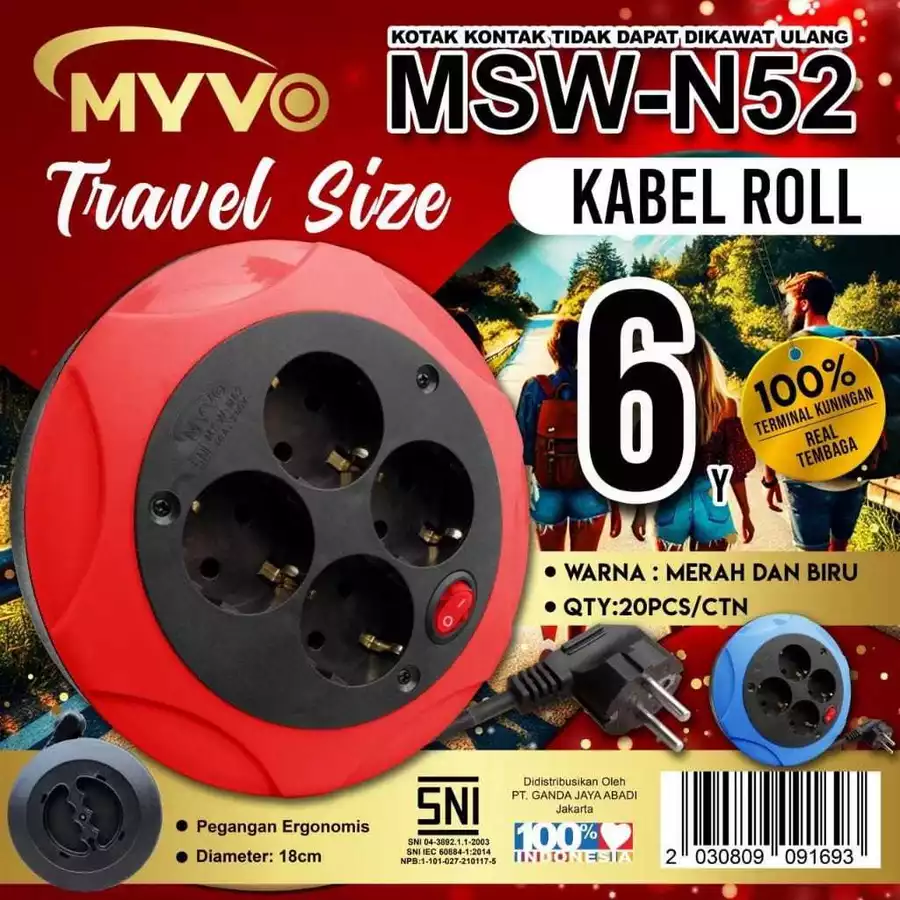 MYVO
KOTAK KONTAK TIDAK DAPAT DIKAWAT ULANG
MSW-N52
Travel Size
KABEL ROLL
6 Y
100%
TERMINAL KUNINGAN
REAL
TEMBAGA
MYVO
SNI
• WARNA : MERAH DAN BIRU
• QTY:20PCS/CTN
• Pegangan Ergonomis
• Diameter: 18cm
SNI
SNI 04-3892.1.1-2003
SNI IEC 60884-1:2014
NPB:1-101-027-210117-5
Didistribusikan Oleh
PT. GANDA JAYA ABADI
Jakarta
100%
INDONESIA
2 030809 091693